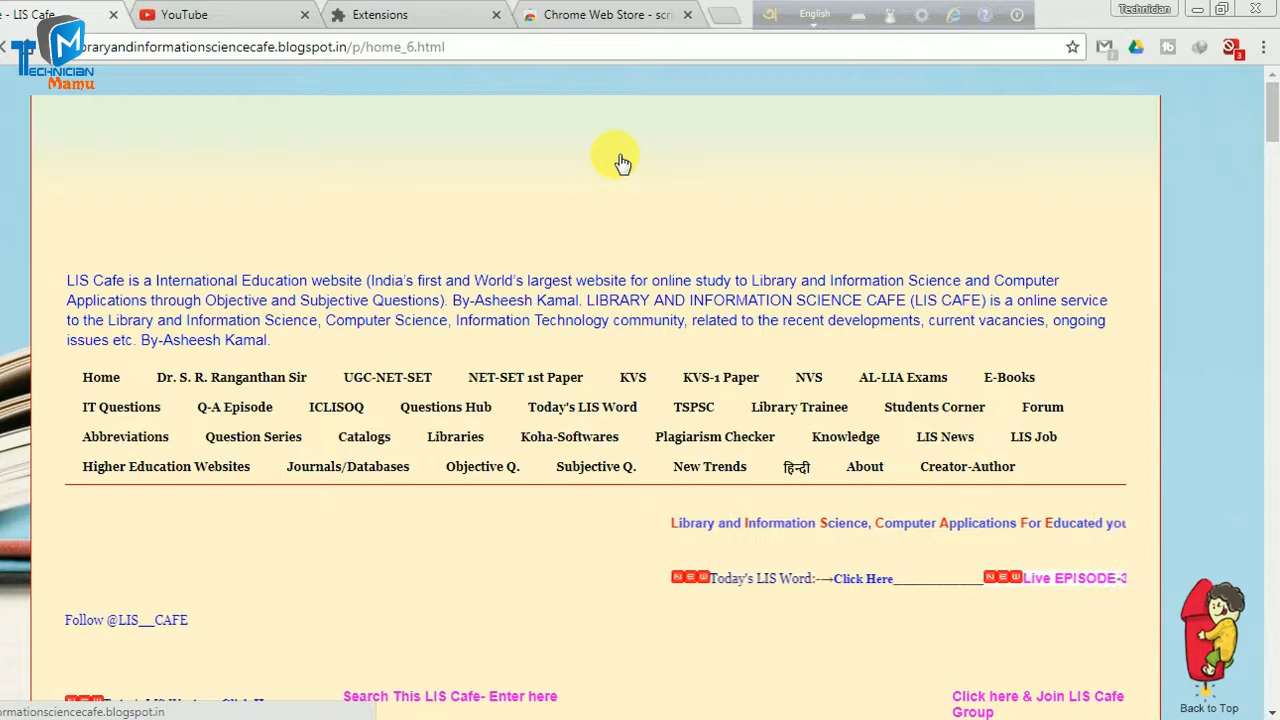 - LIS Cafe
YouTube
Extensions
Chrome Web Store - scri
English
Technician
braryandinformationsciencecafe.blogspot.in/p/home_6.html
TECHNICIAN
Mamu
LIS Cafe is a International Education website (India's first and World's largest website for online study to Library and Information Science and Computer
Applications through Objective and Subjective Questions). By-Asheesh Kamal. LIBRARY AND INFORMATION SCIENCE CAFE (LIS CAFE) is a online service
to the Library and Information Science, Computer Science, Information Technology community, related to the recent developments, current vacancies, ongoing
issues etc. By-Asheesh Kamal.
Home Dr. S. R. Ranganthan Sir UGC-NET-SET NET-SET 1st Paper KVS KVS-1 Paper NVS AL-LIA Exams E-Books
IT Questions Q-A Episode ICLISOQ Questions Hub Today's LIS Word TSPSC Library Trainee Students Corner Forum
Abbreviations Question Series Catalogs Libraries Koha-Softwares Plagiarism Checker Knowledge LIS News LIS Job
Higher Education Websites Journals/Databases Objective Q. Subjective Q. New Trends हिन्दी About Creator-Author
Library and Information Science, Computer Applications For Educated you
NEW Today's LIS Word:-→Click Here______________ NEW Live EPISODE-3
Follow @LIS__CAFE
Search This LIS Cafe- Enter here
Click here & Join LIS Cafe
Group
ormationsciencecafe.blogspot.in
Back to Top